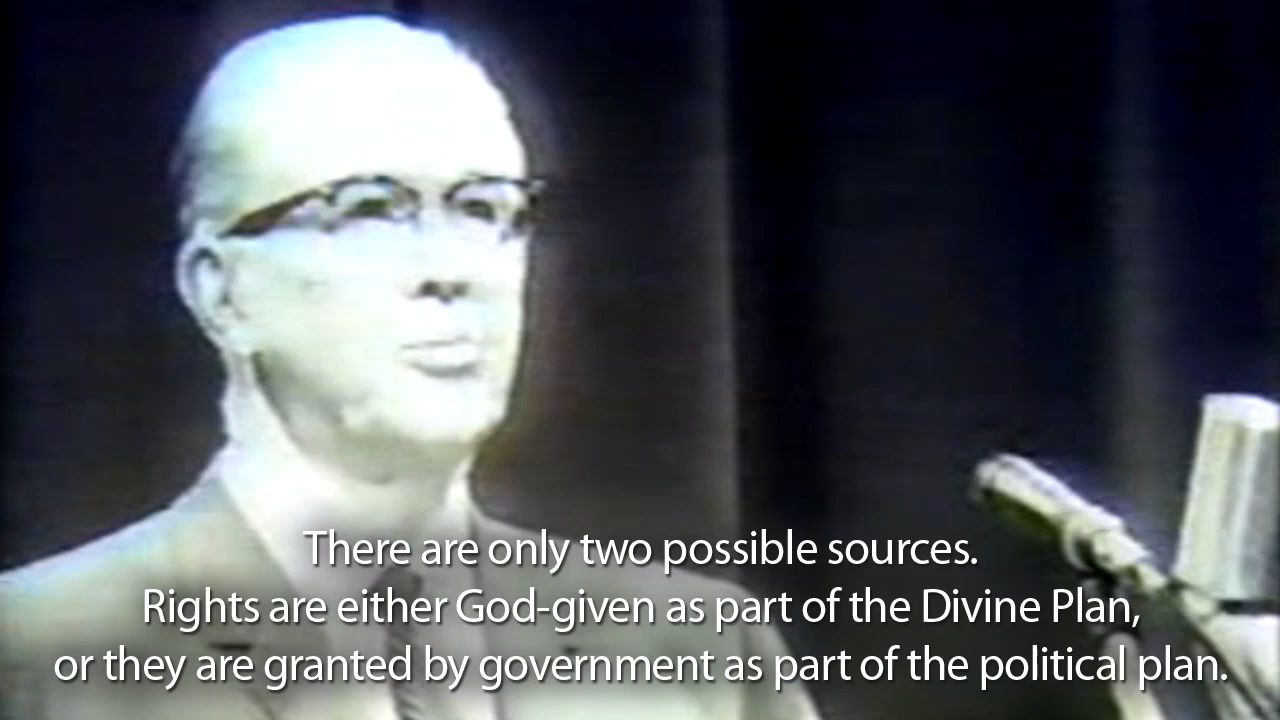 There are only two possible sources.
Rights are either God-given as part of the Divine Plan,
or they are granted by government as part of the political plan.